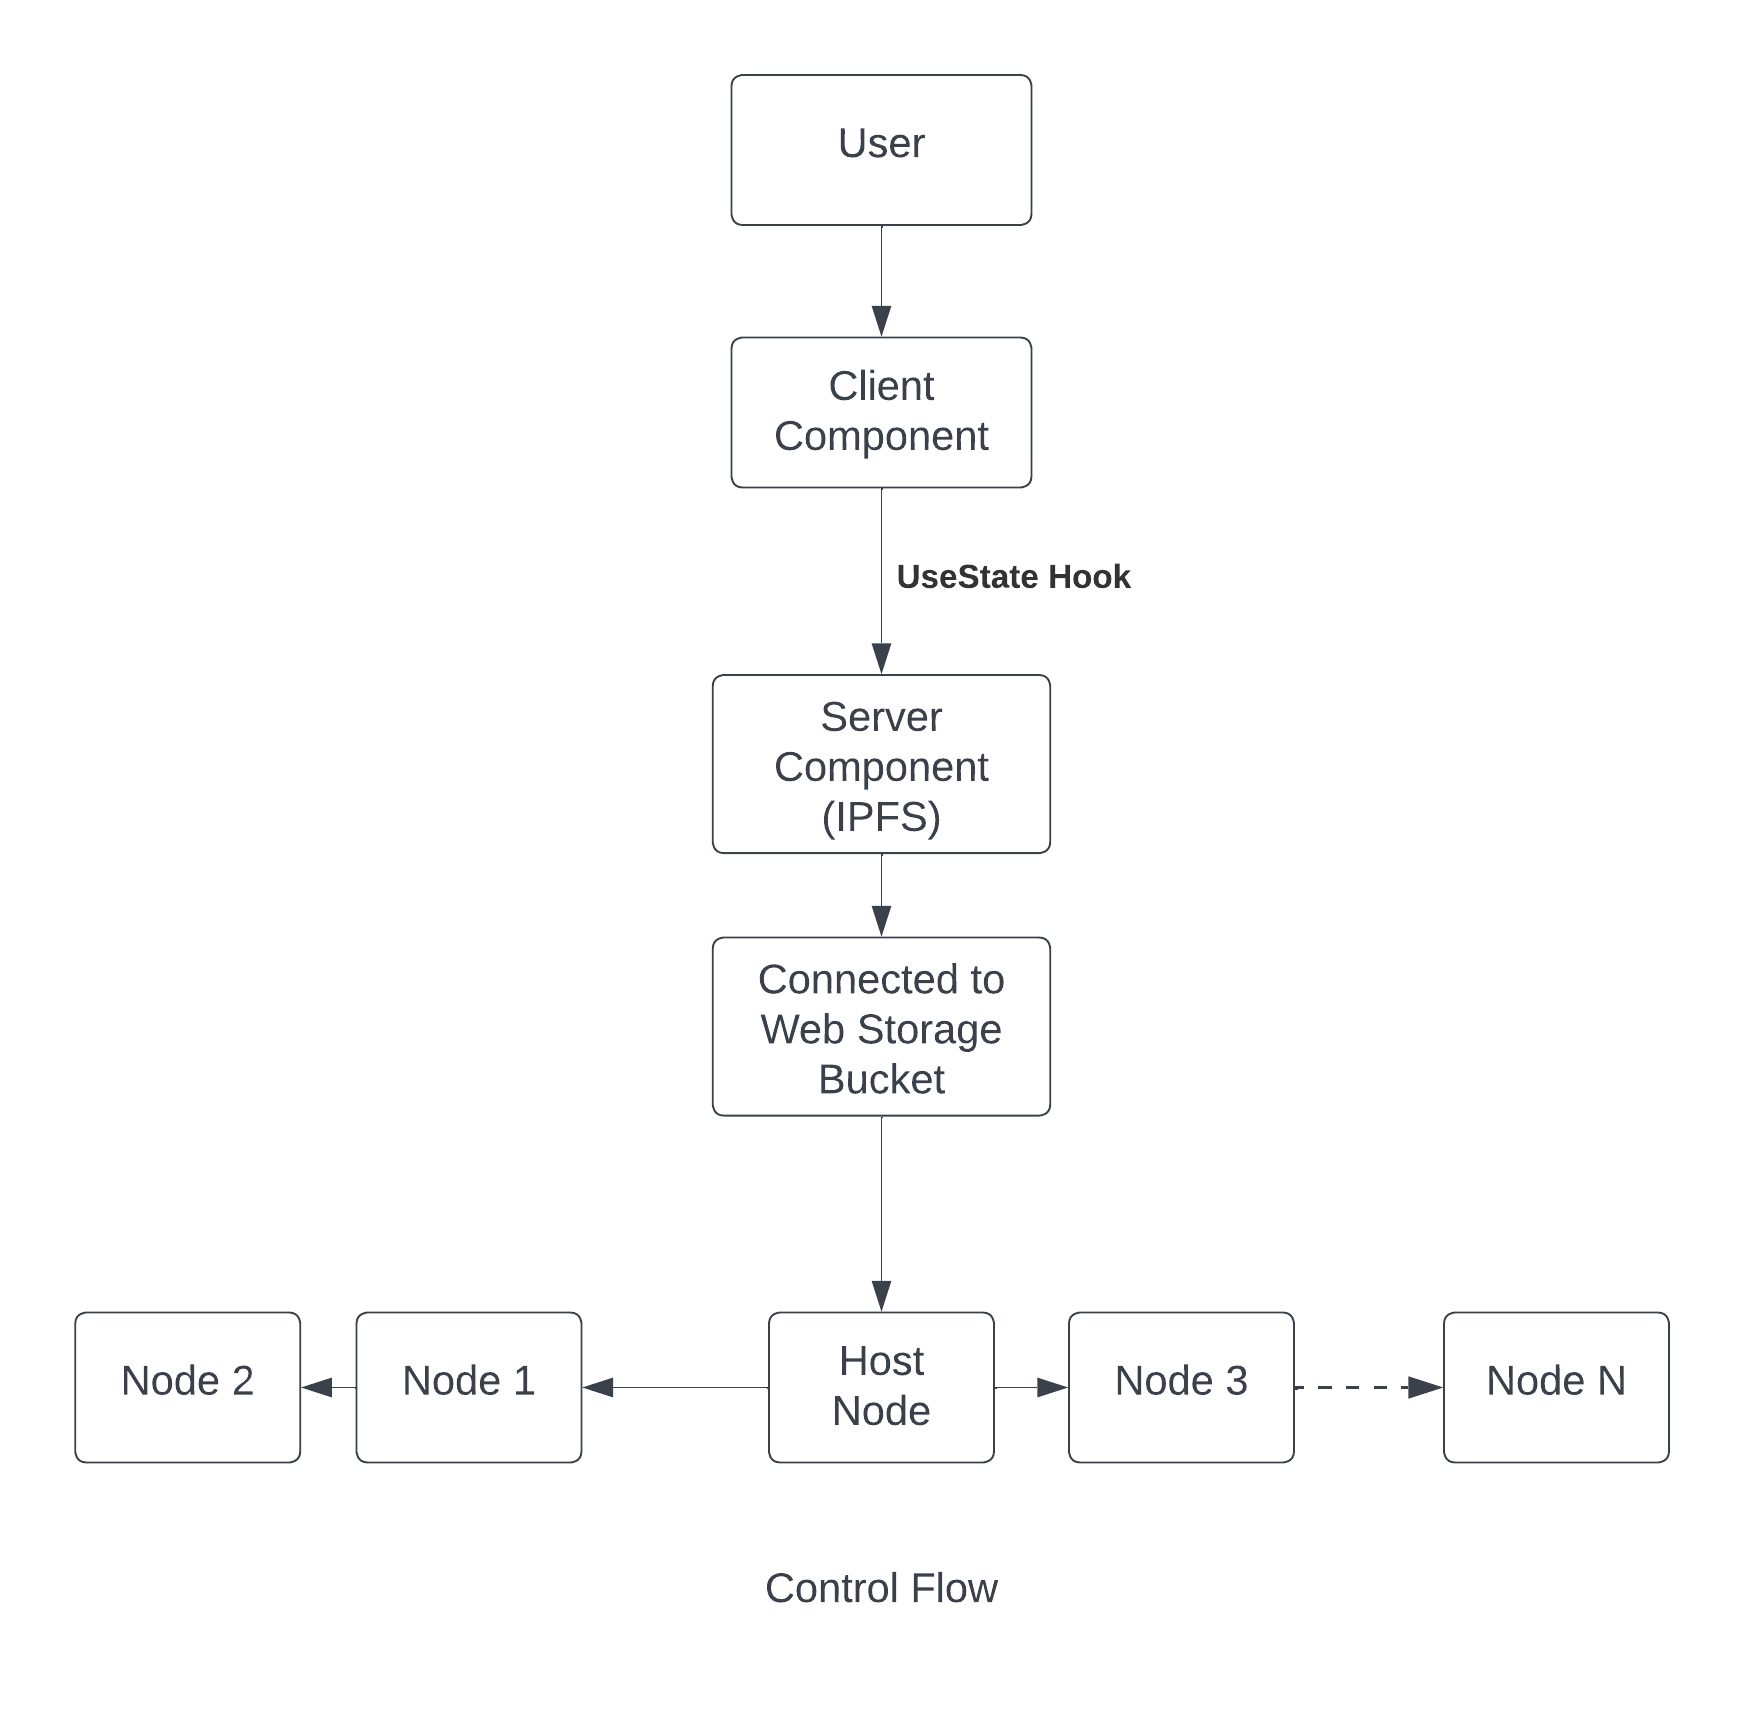 User
Client
Component
UseState Hook
Server
Component
(IPFS)
Connected to
Web Storage
Bucket
Node 2
Node 1
Host
Node
Node 3
Node N
Control Flow